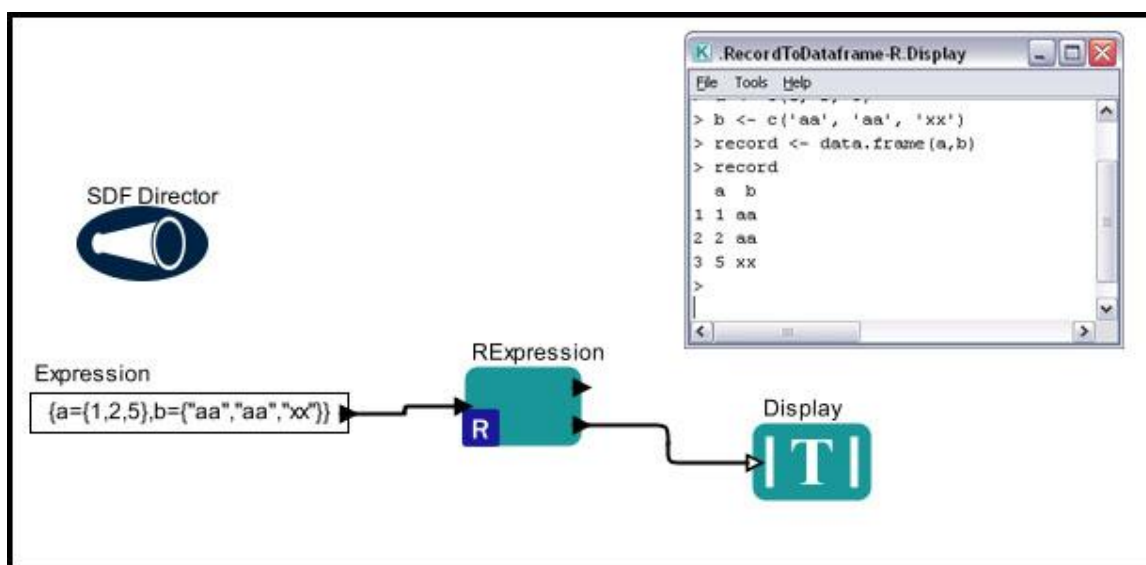 .RecordToDataframe-R.Display
File Tools Help
> b <- c('aa', 'aa', 'xx')
> record <- data.frame(a,b)
> record
a b
1 1 aa
2 2 aa
3 5 xx
>
SDF Director
Expression
{a={1,2,5},b={"aa","aa","xx"}}
RExpression
R
Display
T